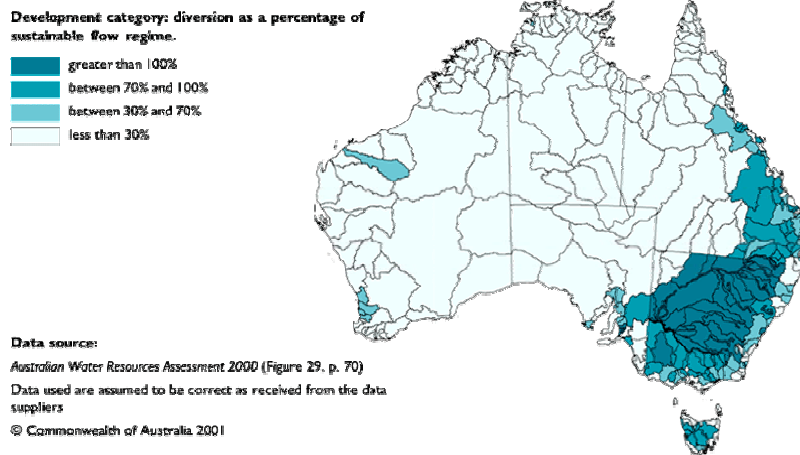 Development category: diversion as a percentage of
sustainable flow regime.
greater than 100%
between 70% and 100%
between 30% and 70%
less than 30%
Data source:
Australian Water Resources Assessment 2000 (Figure 29. p. 70)
Data used are assumed to be correct as received from the data
suppliers
© Commonwealth of Australia 2001